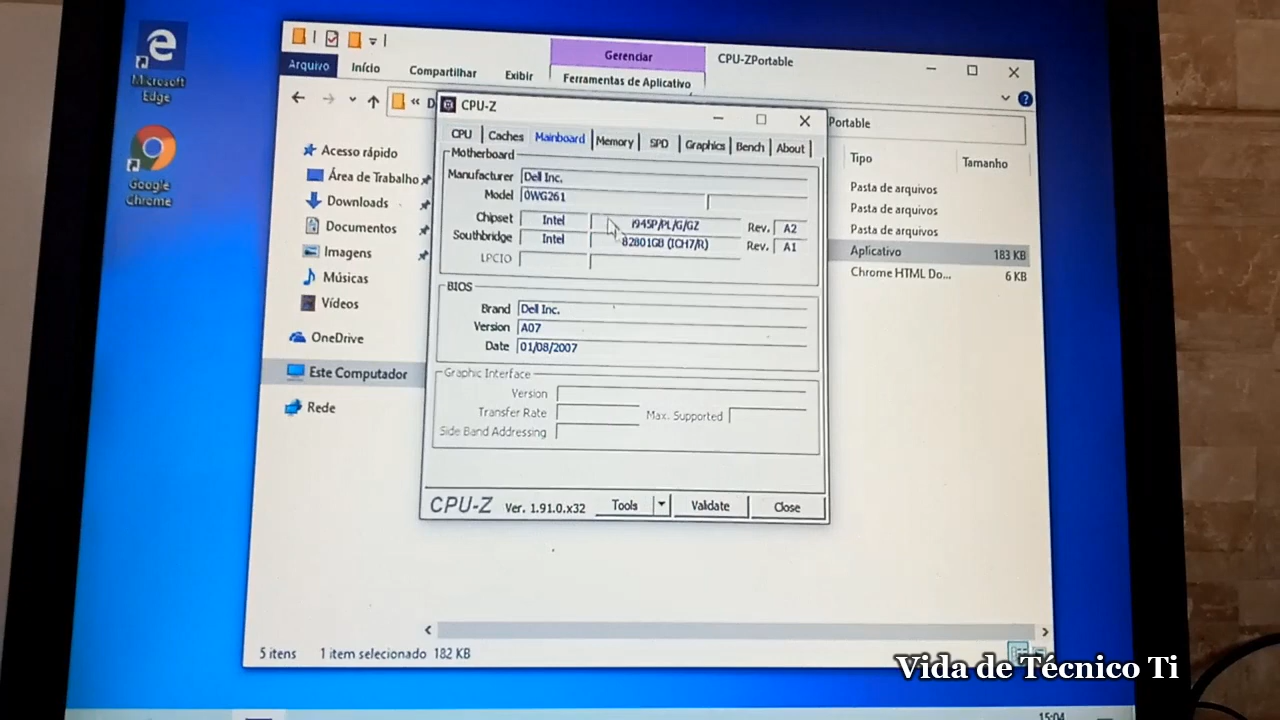 Microsoft
Edge
Google
Chrome
Gerenciar
CPU-ZPortable
Arquivo
Início
Compartilhar
Exibir
Ferramentas de Aplicativo
« D
Portable
Acesso rápido
Área de Trabalho
Downloads
Documentos
Imagens
Músicas
Vídeos
OneDrive
Este Computador
Rede
Tipo
Tamanho
Pasta de arquivos
Pasta de arquivos
Pasta de arquivos
Aplicativo
183 KB
Chrome HTML Do...
6 KB
CPU-Z
CPU
Caches
Mainboard
Memory
SPD
Graphics
Bench
About
Motherboard
Manufacturer Dell Inc.
Model 0WG261
Chipset Intel i945P/PL/G/GZ Rev. A2
Southbridge Intel 82801GB (ICH7/R) Rev. A1
LPCIO
BIOS
Brand Dell Inc.
Version A07
Date 01/08/2007
Graphic Interface
Version
Transfer Rate Max. Supported
Side Band Addressing
CPU-Z Ver. 1.91.0.x32 Tools Validate Close
5 itens 1 item selecionado 182 KB
Vida de Técnico Ti
15:04